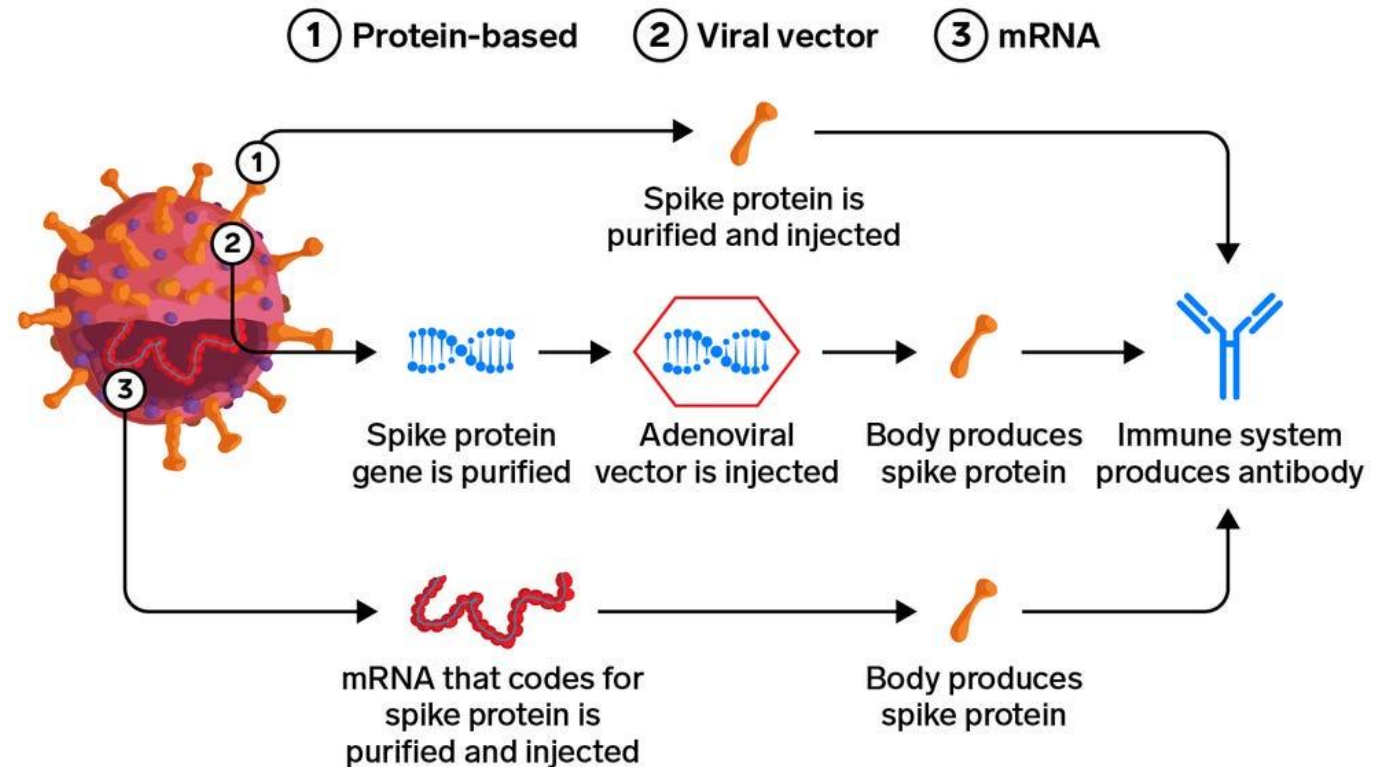 1 Protein-based 2 Viral vector 3 mRNA
1
Spike protein is
purified and injected
2
Spike protein
gene is purified
Adenoviral
vector is injected
Body produces
spike protein
Immune system
produces antibody
3
mRNA that codes for
spike protein is
purified and injected
Body produces
spike protein